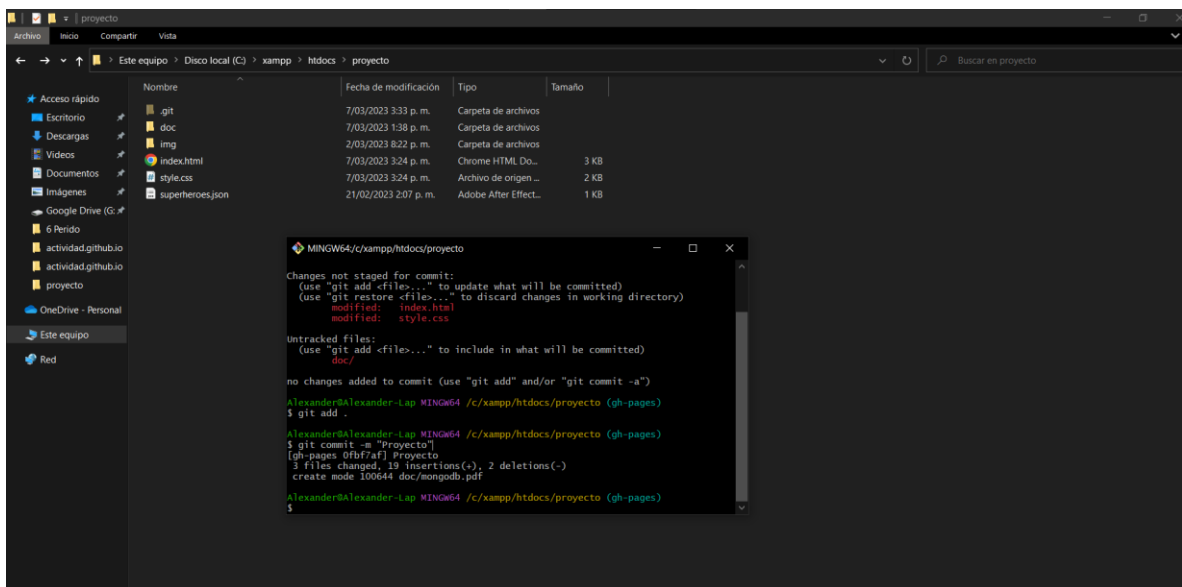 proyecto
Archivo Inicio Compartir Vista
Este equipo > Disco local (C:) > xampp > htdocs > proyecto
Buscar en proyecto
Nombre Fecha de modificación Tipo Tamaño
Acceso rápido
Escritorio
Descargas
Videos
Documentos
Imágenes
Google Drive (G:
6 Perido
actividad.github.io
actividad.github.io
proyecto
OneDrive - Personal
Este equipo
Red
.git 7/03/2023 3:33 p. m. Carpeta de archivos
doc 7/03/2023 1:38 p. m. Carpeta de archivos
img 2/03/2023 8:22 p. m. Carpeta de archivos
index.html 7/03/2023 3:24 p. m. Chrome HTML Do... 3 KB
style.css 7/03/2023 3:24 p. m. Archivo de origen ... 2 KB
superheroes.json 21/02/2023 2:07 p. m. Adobe After Effect... 1 KB
MINGW64:/c/xampp/htdocs/proyecto
Changes not staged for commit:
(use "git add <file>..." to update what will be committed)
(use "git restore <file>..." to discard changes in working directory)
modified: index.html
modified: style.css
Untracked files:
(use "git add <file>..." to include in what will be committed)
doc/
no changes added to commit (use "git add" and/or "git commit -a")
Alexander@Alexander-Lap MINGW64 /c/xampp/htdocs/proyecto (gh-pages)
$ git add .
Alexander@Alexander-Lap MINGW64 /c/xampp/htdocs/proyecto (gh-pages)
$ git commit -m "Proyecto"
[gh-pages 0fbf7af] Proyecto
3 files changed, 19 insertions(+), 2 deletions(-)
create mode 100644 doc/mongodb.pdf
Alexander@Alexander-Lap MINGW64 /c/xampp/htdocs/proyecto (gh-pages)
$